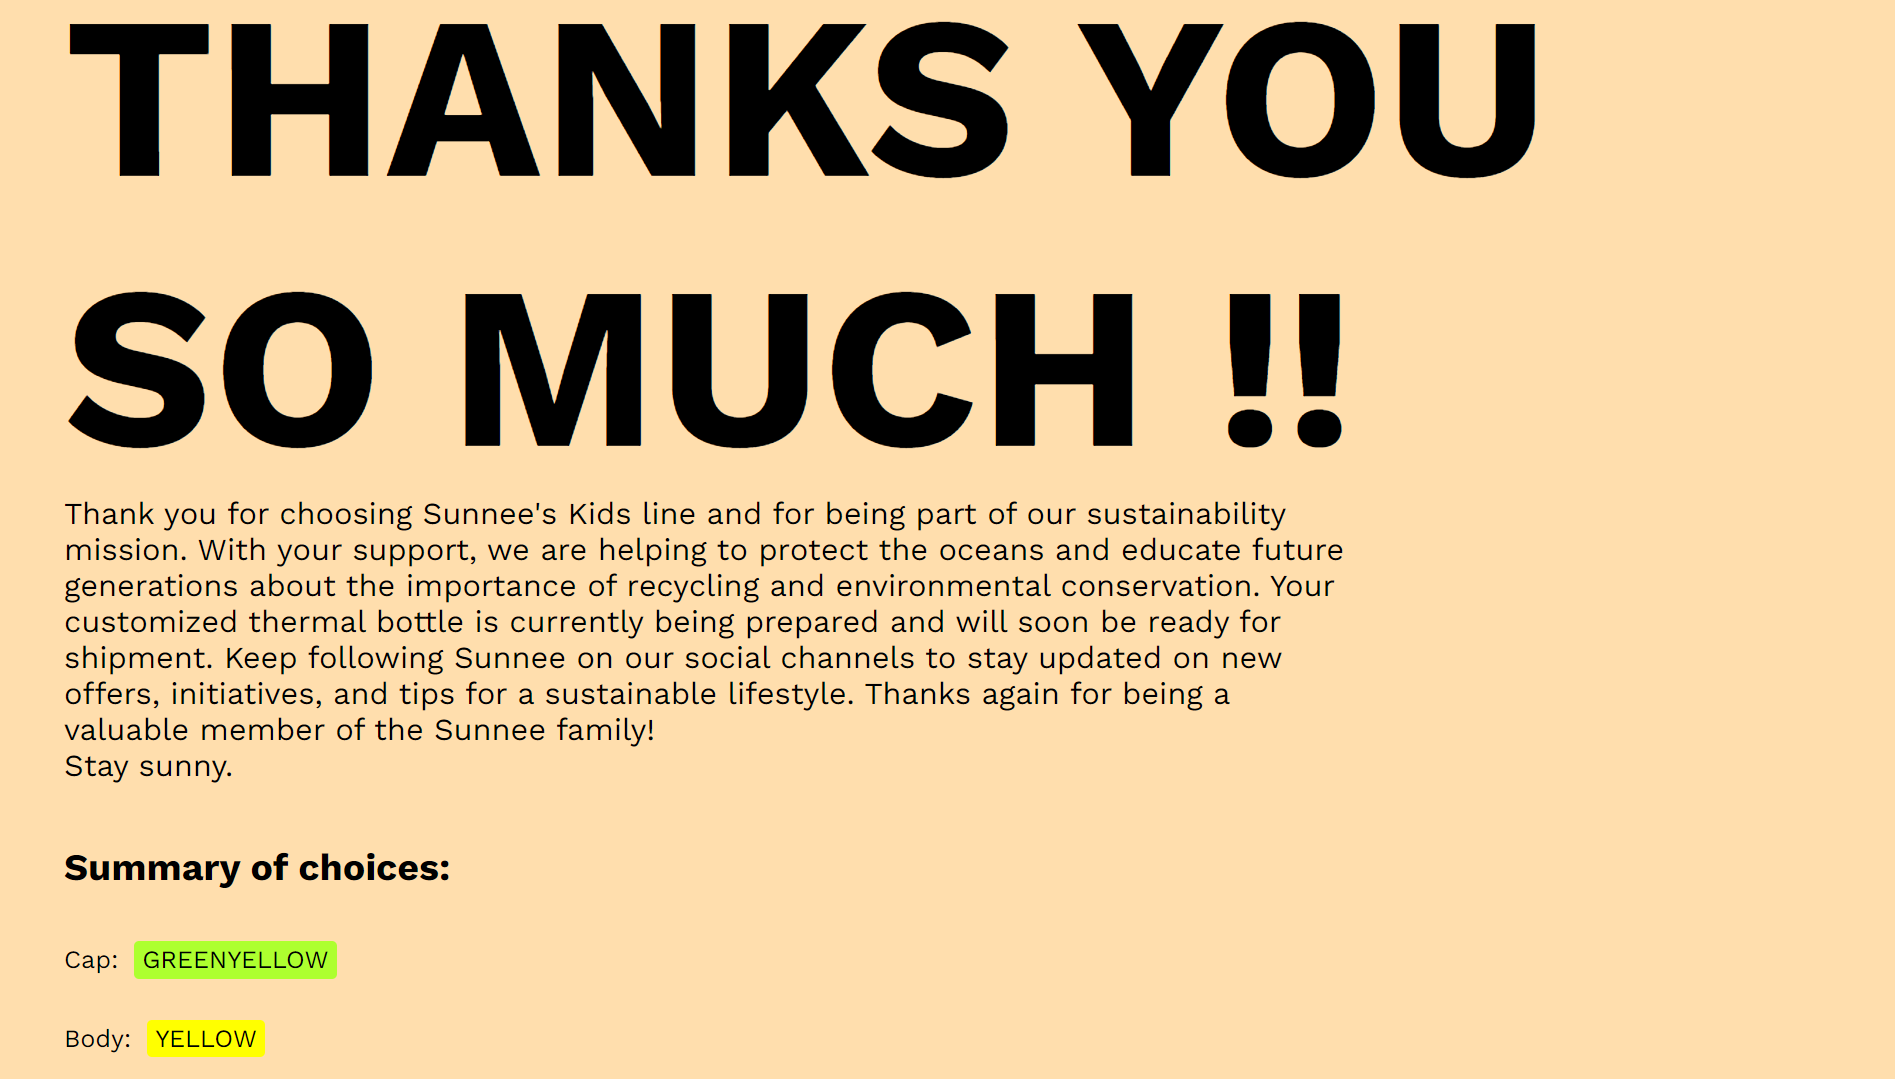 THANKS YOU
SO MUCH !!
Thank you for choosing Sunnee's Kids line and for being part of our sustainability
mission. With your support, we are helping to protect the oceans and educate future
generations about the importance of recycling and environmental conservation. Your
customized thermal bottle is currently being prepared and will soon be ready for
shipment. Keep following Sunnee on our social channels to stay updated on new
offers, initiatives, and tips for a sustainable lifestyle. Thanks again for being a
valuable member of the Sunnee family!
Stay sunny.
Summary of choices:
Cap: GREENYELLOW
Body: YELLOW